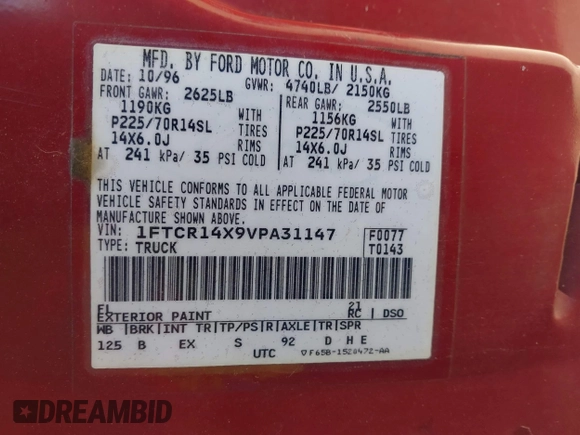 MFD. BY FORD MOTOR CO. IN U.S.A.
DATE: 10/96 GVWR: 4740LB/ 2150KG
FRONT GAWR: 2625LB REAR GAWR: 2550LB
1190KG WITH 1156KG WITH
P225/70R14SL TIRES P225/70R14SL TIRES
14X6.0J RIMS 14X6.0J RIMS
AT 241 kPa/ 35 PSI COLD AT 241 kPa/ 35 PSI COLD
THIS VEHICLE CONFORMS TO ALL APPLICABLE FEDERAL MOTOR
VEHICLE SAFETY STANDARDS IN EFFECT ON THE DATE OF
MANUFACTURE SHOWN ABOVE.
VIN: 1FTCR14X9VPA31147 F0077
TYPE: TRUCK T0143
EL 21
EXTERIOR PAINT RC | DSO
WB |BRK|INT TR|TP/PS|R|AXLE|TR|SPR
125 B EX S 92 D H E
UTC ▽F65B-1520472-AA
DREAMBID